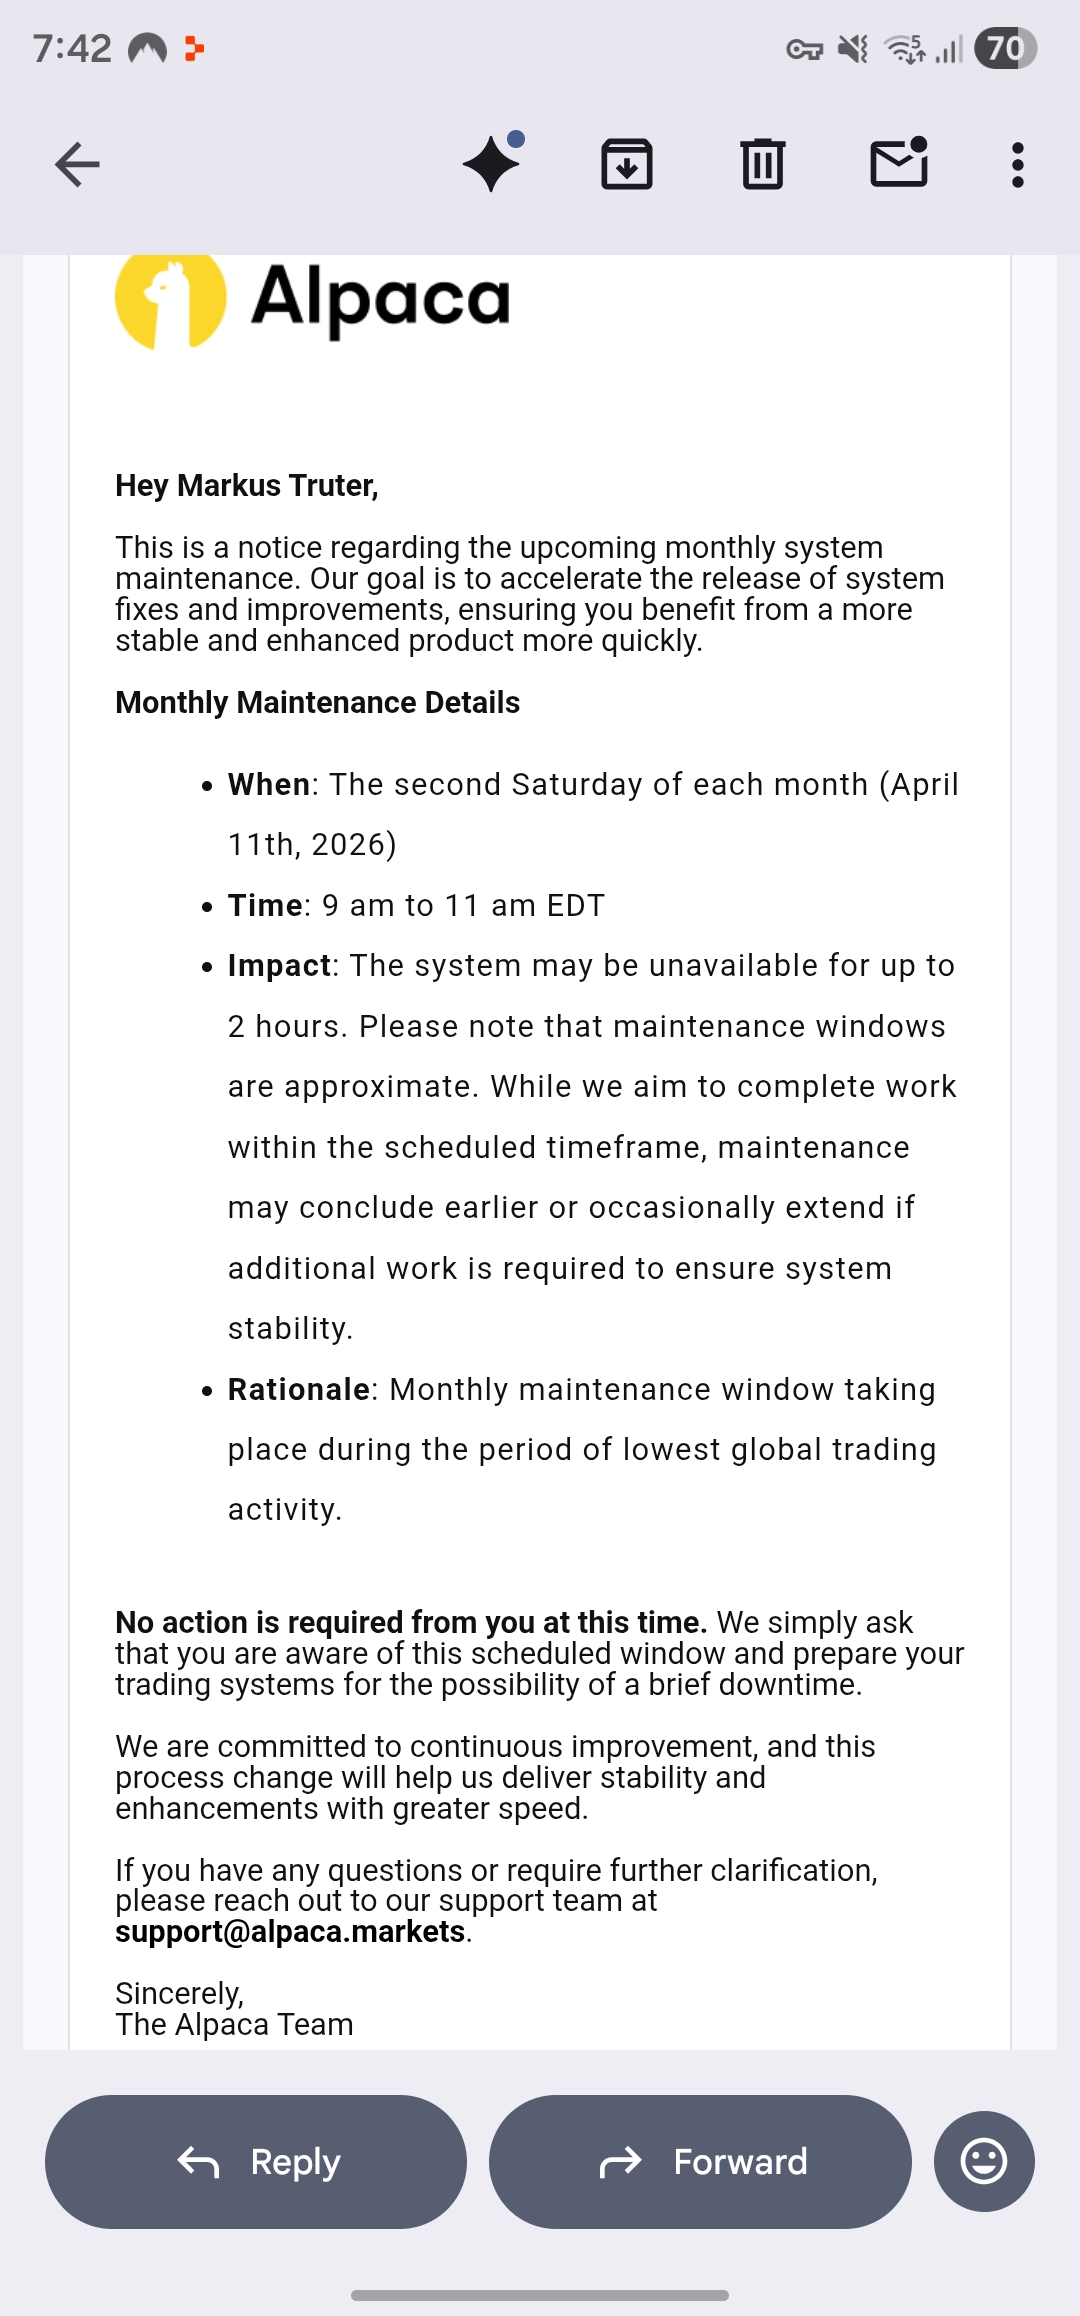 7:42
5
70
Alpaca
Hey Markus Truter,
This is a notice regarding the upcoming monthly system
maintenance. Our goal is to accelerate the release of system
fixes and improvements, ensuring you benefit from a more
stable and enhanced product more quickly.
Monthly Maintenance Details
• When: The second Saturday of each month (April
11th, 2026)
• Time: 9 am to 11 am EDT
• Impact: The system may be unavailable for up to
2 hours. Please note that maintenance windows
are approximate. While we aim to complete work
within the scheduled timeframe, maintenance
may conclude earlier or occasionally extend if
additional work is required to ensure system
stability.
• Rationale: Monthly maintenance window taking
place during the period of lowest global trading
activity.
No action is required from you at this time. We simply ask
that you are aware of this scheduled window and prepare your
trading systems for the possibility of a brief downtime.
We are committed to continuous improvement, and this
process change will help us deliver stability and
enhancements with greater speed.
If you have any questions or require further clarification,
please reach out to our support team at
support@alpaca.markets.
Sincerely,
The Alpaca Team
Reply
Forward